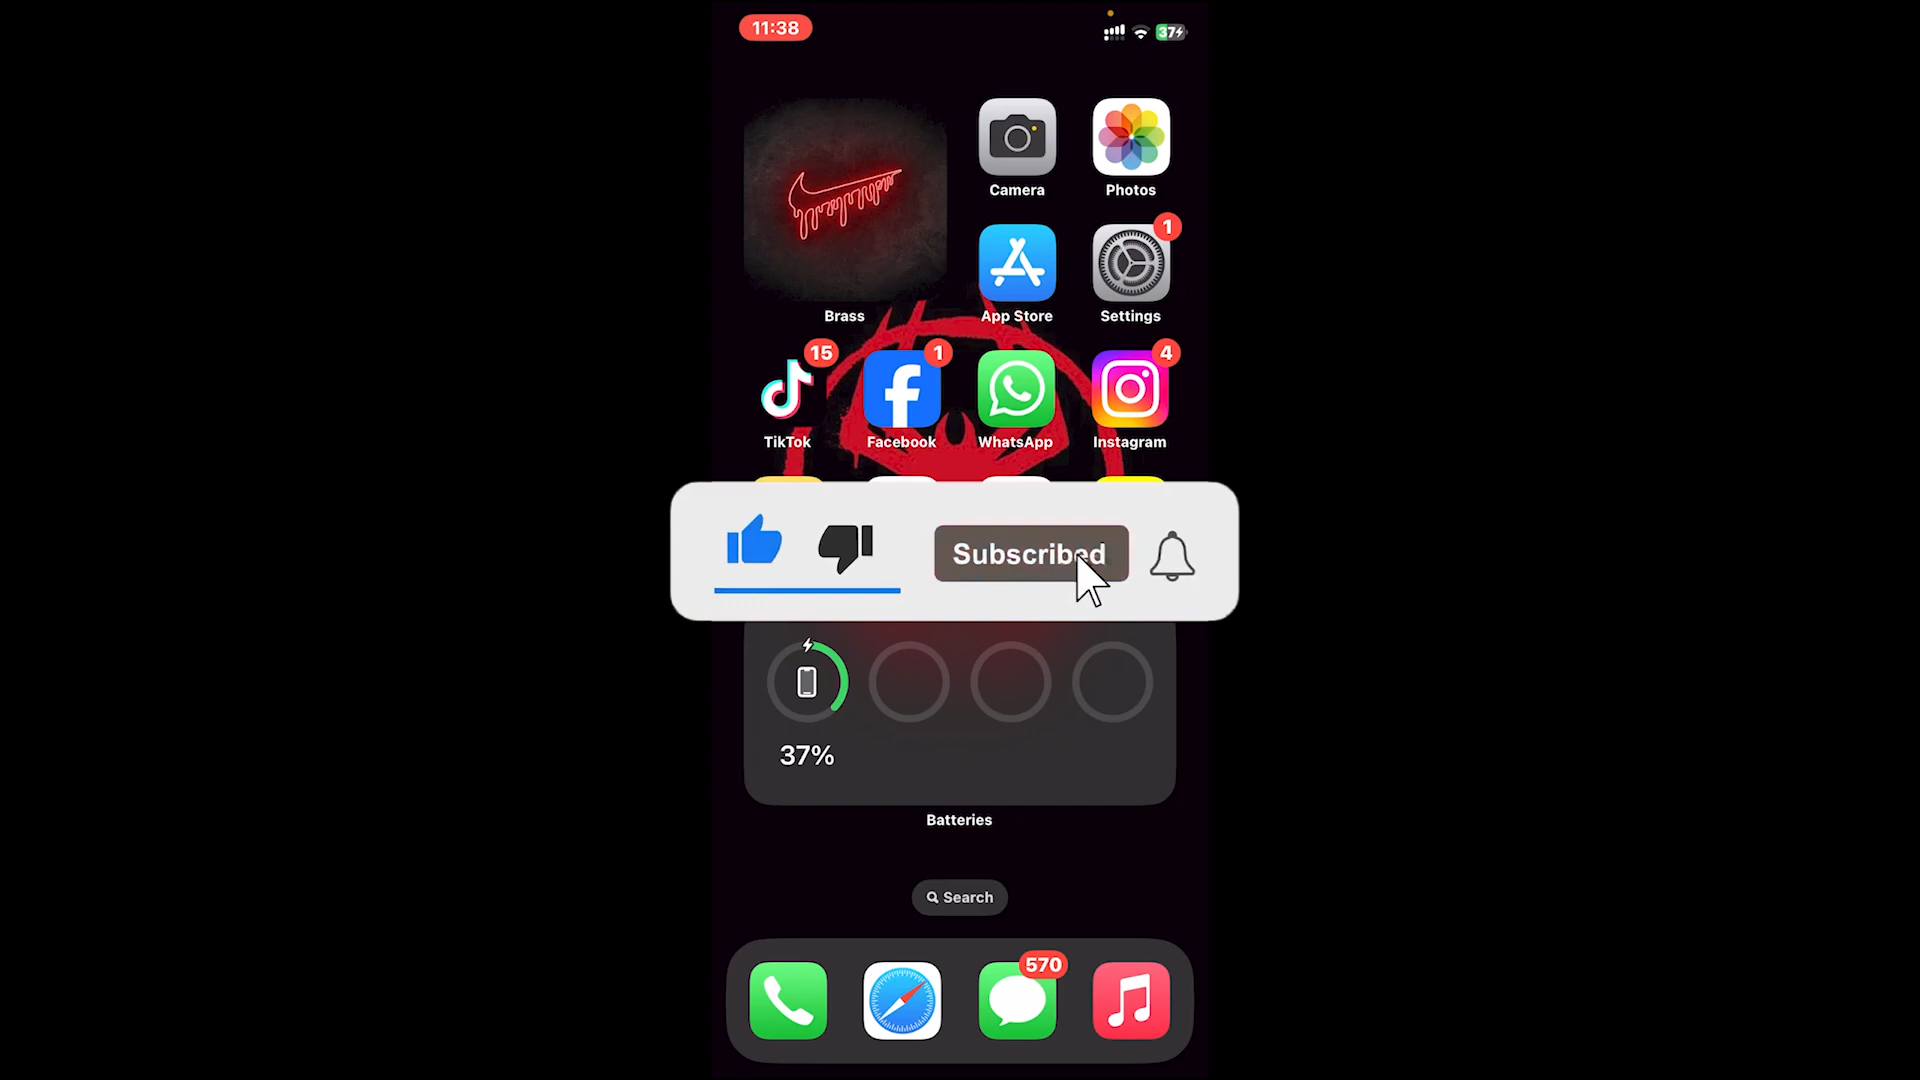 11:38
37
Camera
Photos
1
Brass
App Store
Settings
15
1
4
TikTok
Facebook
WhatsApp
Instagram
Subscribed
37%
Batteries
Search
570